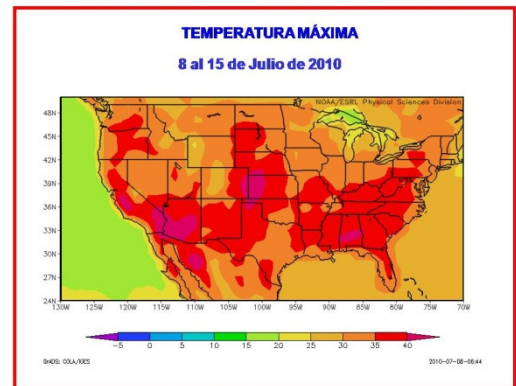 TEMPERATURA MÁXIMA
8 al 15 de Julio de 2010
NOAA/ESRL Physical Sciences Division
48N
45N
42N
39N
36N
33N
30N
27N
24N
130W 125W 120W 115W 110W 105W 100W 95W 90W 85W 80W 75W 70W
-5 0 5 10 15 20 25 30 35 40
GrADS: COLA/IGES 2010-07-08-06:44